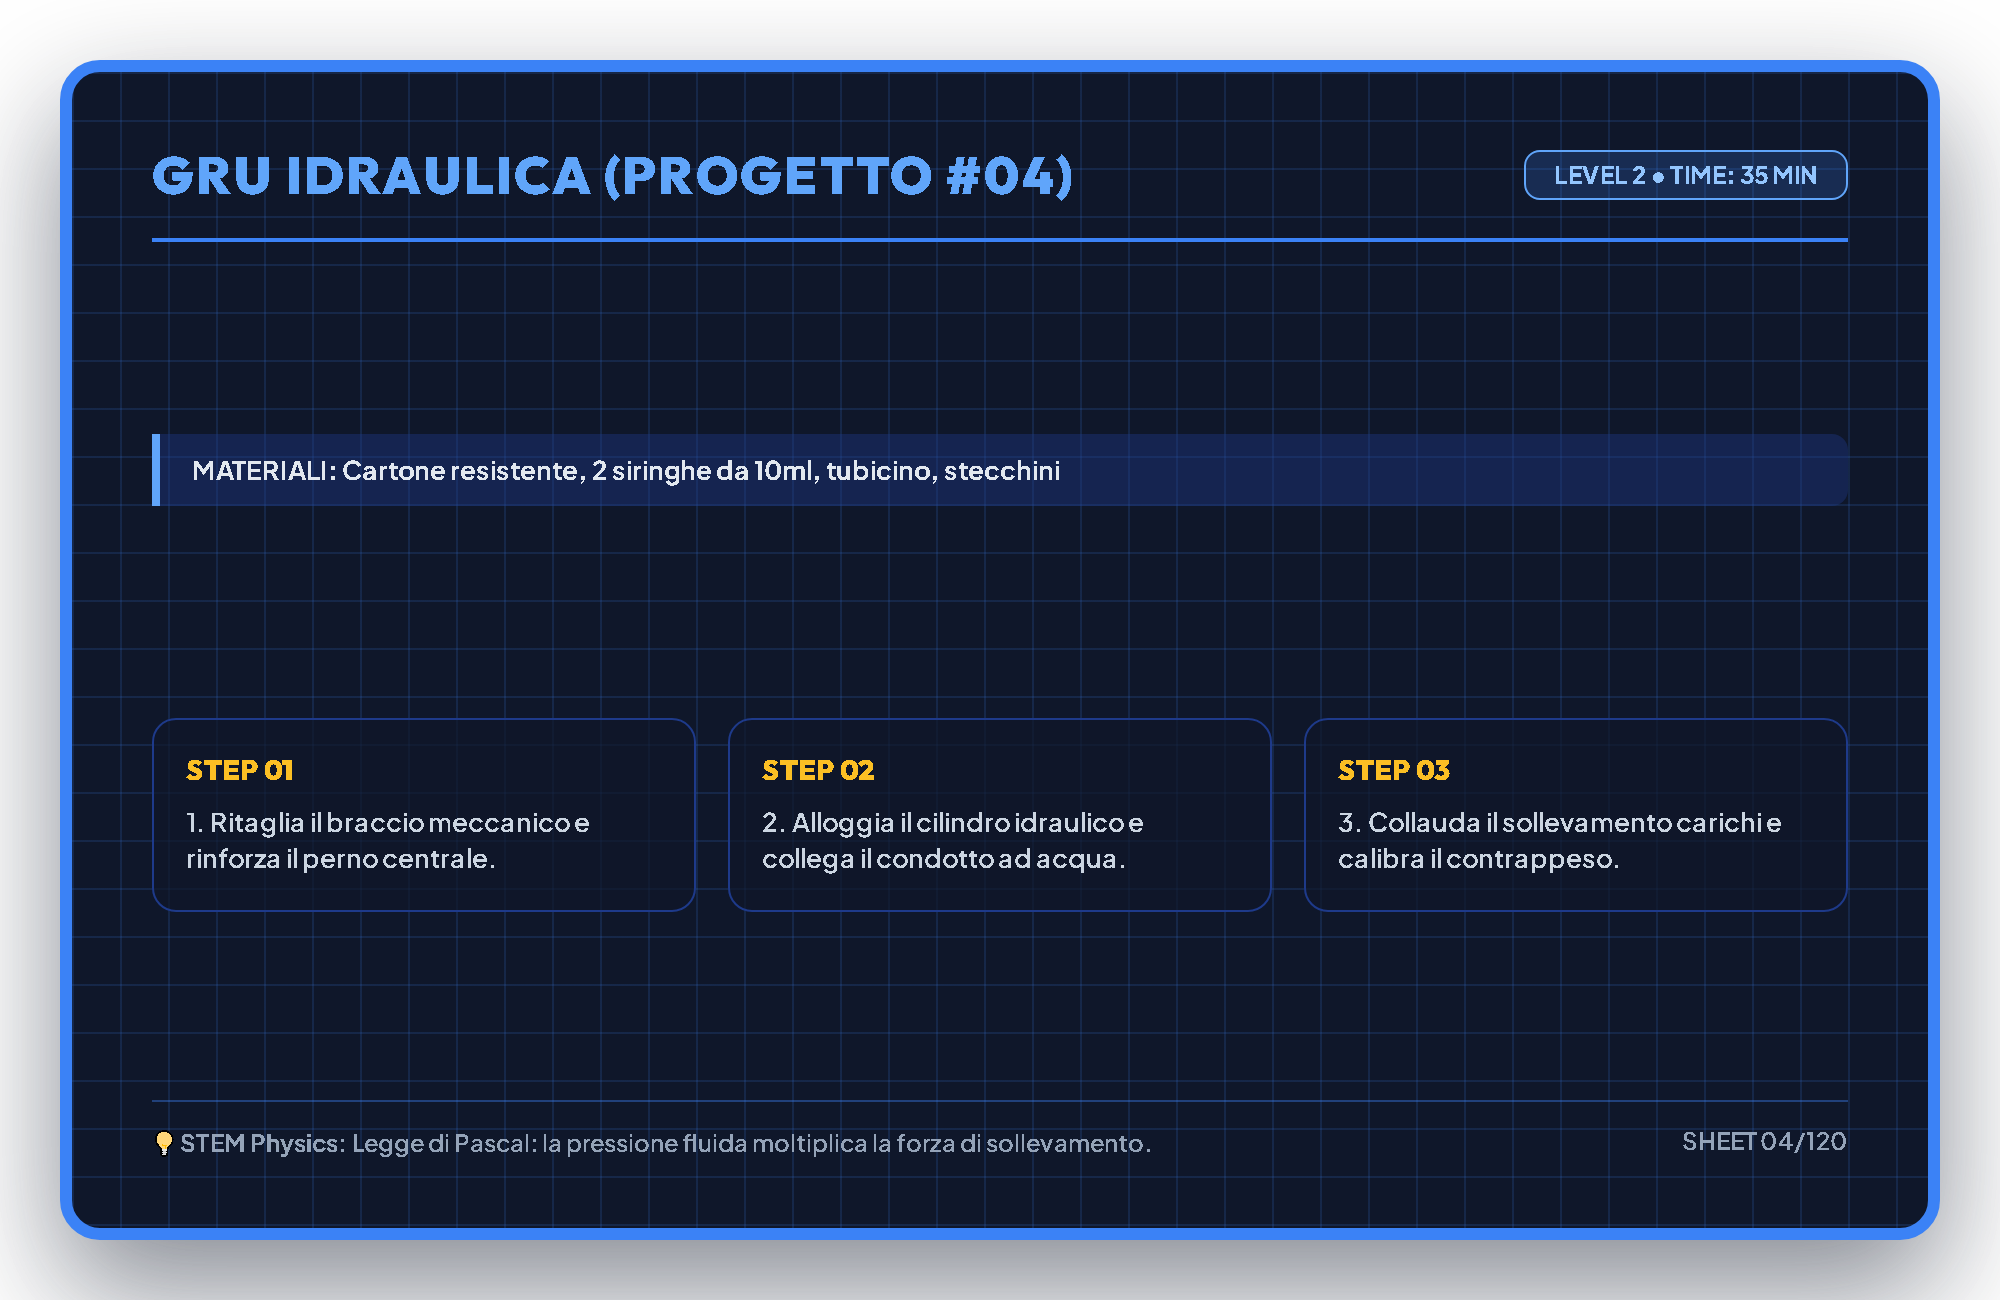 GRU IDRAULICA (PROGETTO #04)
LEVEL 2 • TIME: 35 MIN
MATERIALI: Cartone resistente, 2 siringhe da 10ml, tubicino, stecchini
STEP 01
1. Ritaglia il braccio meccanico e
rinforza il perno centrale.
STEP 02
2. Alloggia il cilindro idraulico e
collega il condotto ad acqua.
STEP 03
3. Collauda il sollevamento carichi e
calibra il contrappeso.
💡 STEM Physics: Legge di Pascal: la pressione fluida moltiplica la forza di sollevamento.
SHEET 04/120